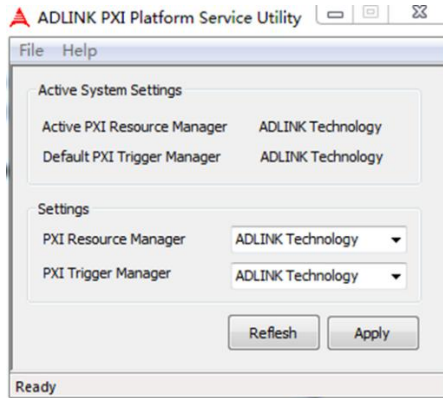 ADLINK PXI Platform Service Utility
File Help
Active System Settings
Active PXI Resource Manager ADLINK Technology
Default PXI Trigger Manager ADLINK Technology
Settings
PXI Resource Manager ADLINK Technology
PXI Trigger Manager ADLINK Technology
Reflesh Apply
Ready